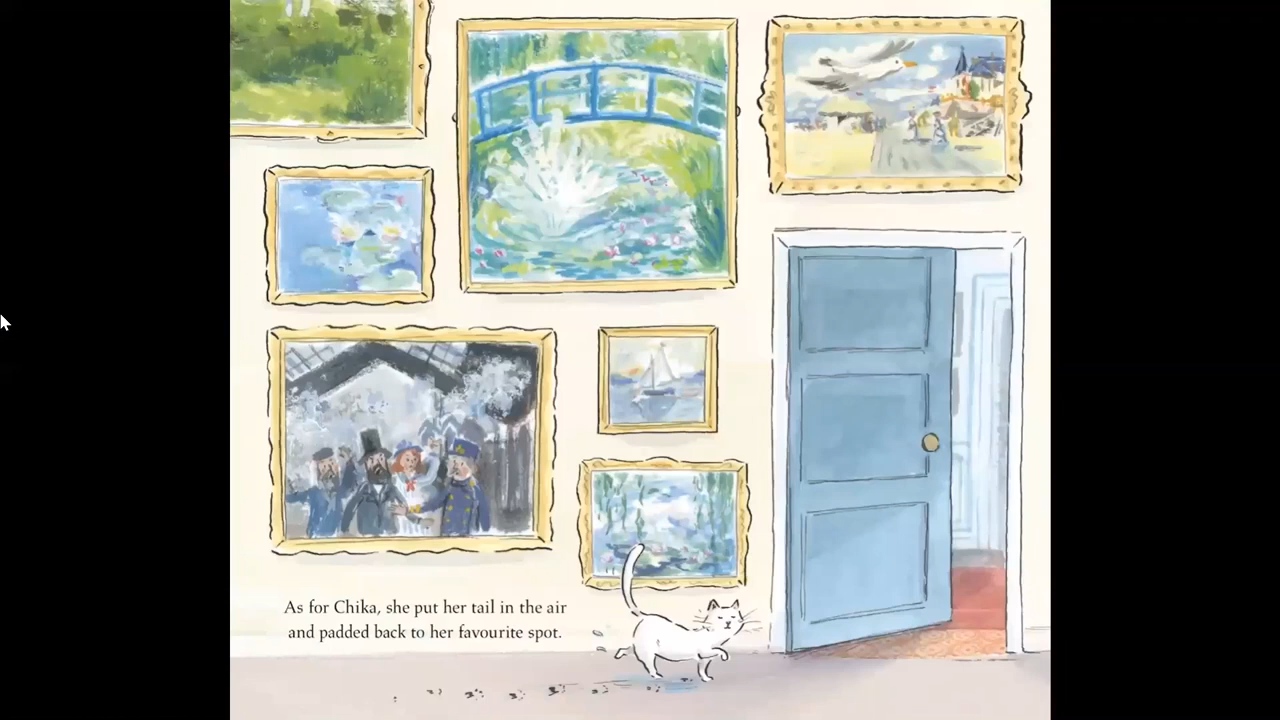 As for Chika, she put her tail in the air
and padded back to her favourite spot.